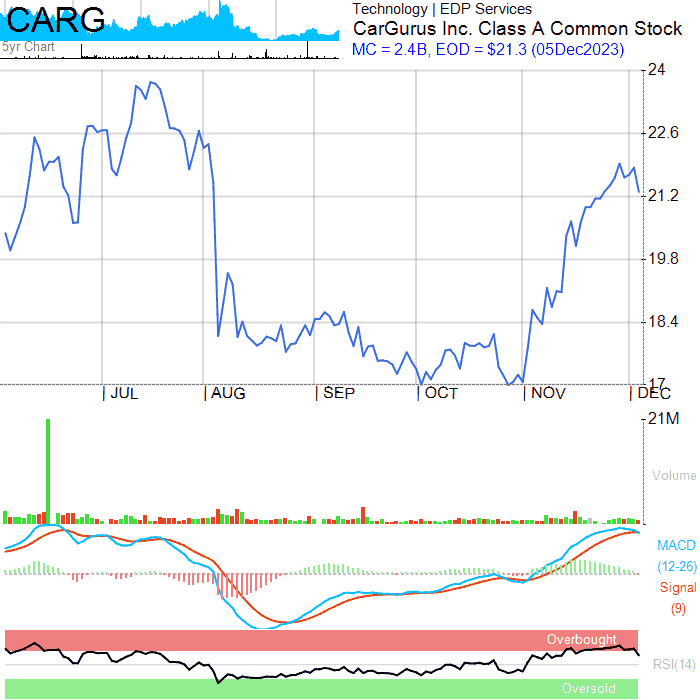 CARG
5yr Chart
Technology | EDP Services
CarGurus Inc. Class A Common Stock
MC = 2.4B, EOD = $21.3 (05Dec2023)
24
22.6
21.2
19.8
18.4
17
JUL
AUG
SEP
OCT
NOV
DEC
21M
Volume
MACD
(12-26)
Signal
(9)
Overbought
RSI(14)
Oversold